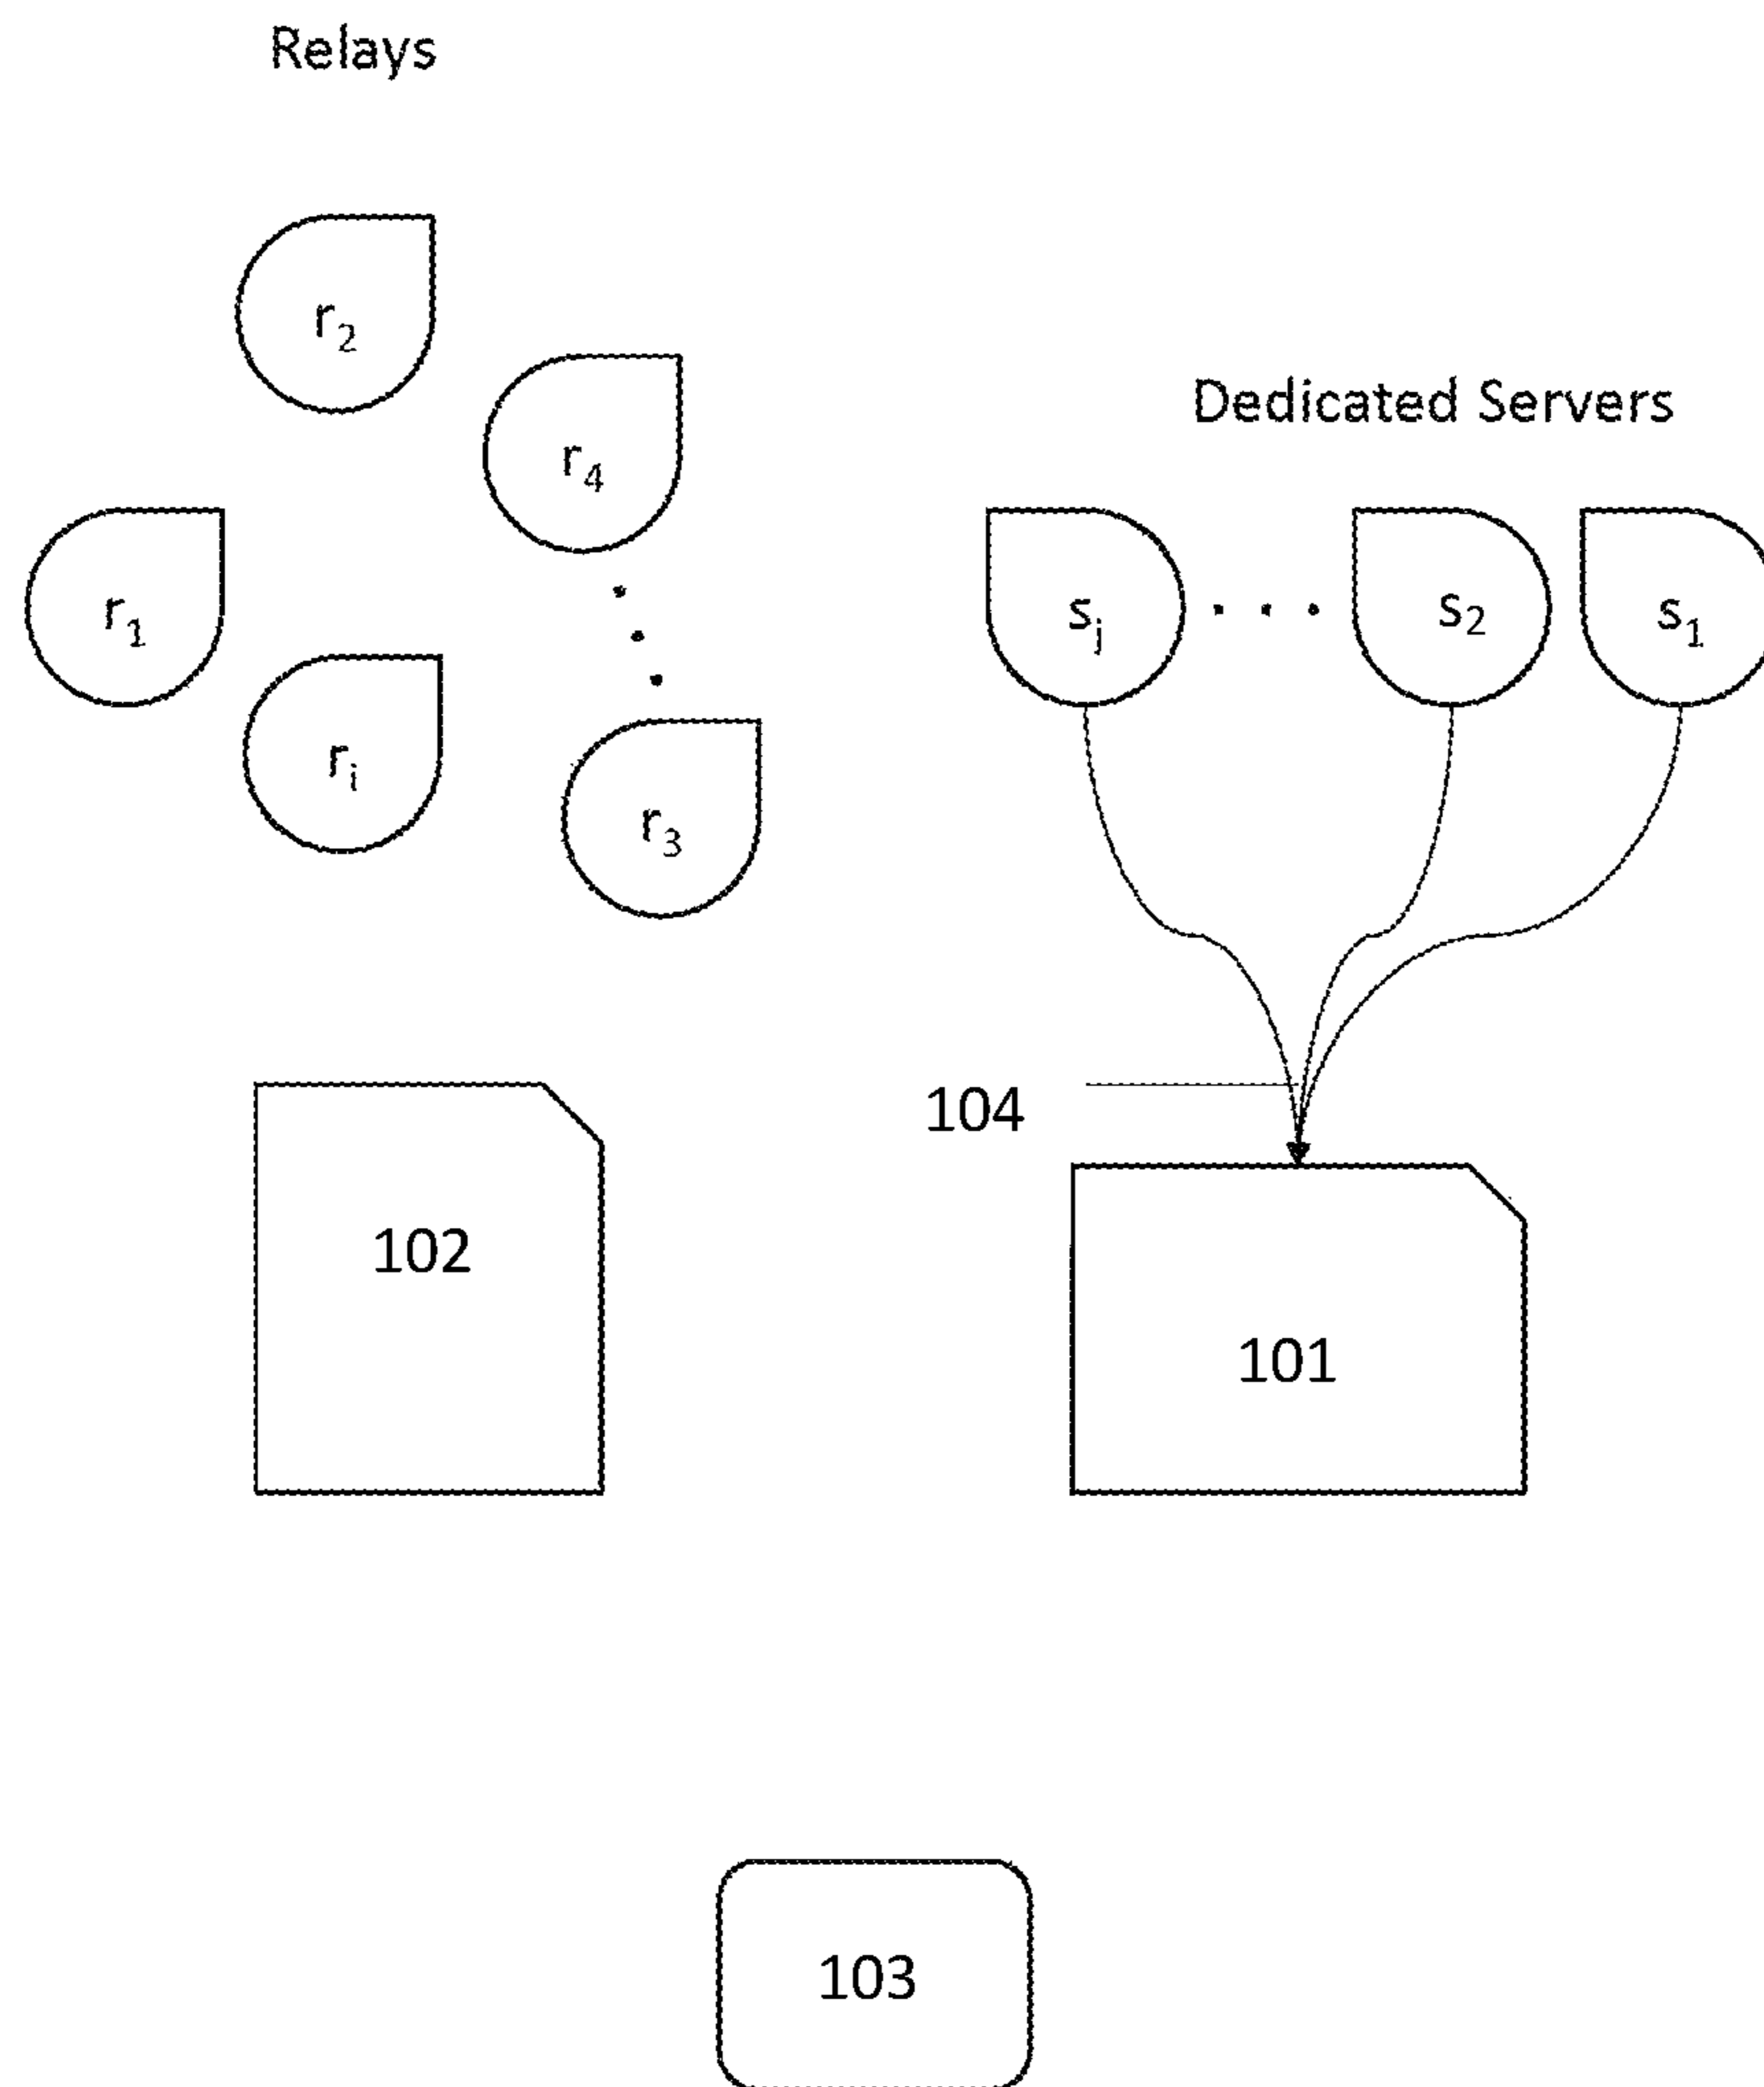 Relays
r2
r4
Dedicated Servers
r1
sj
s2
s1
ri
r3
104
102
101
103